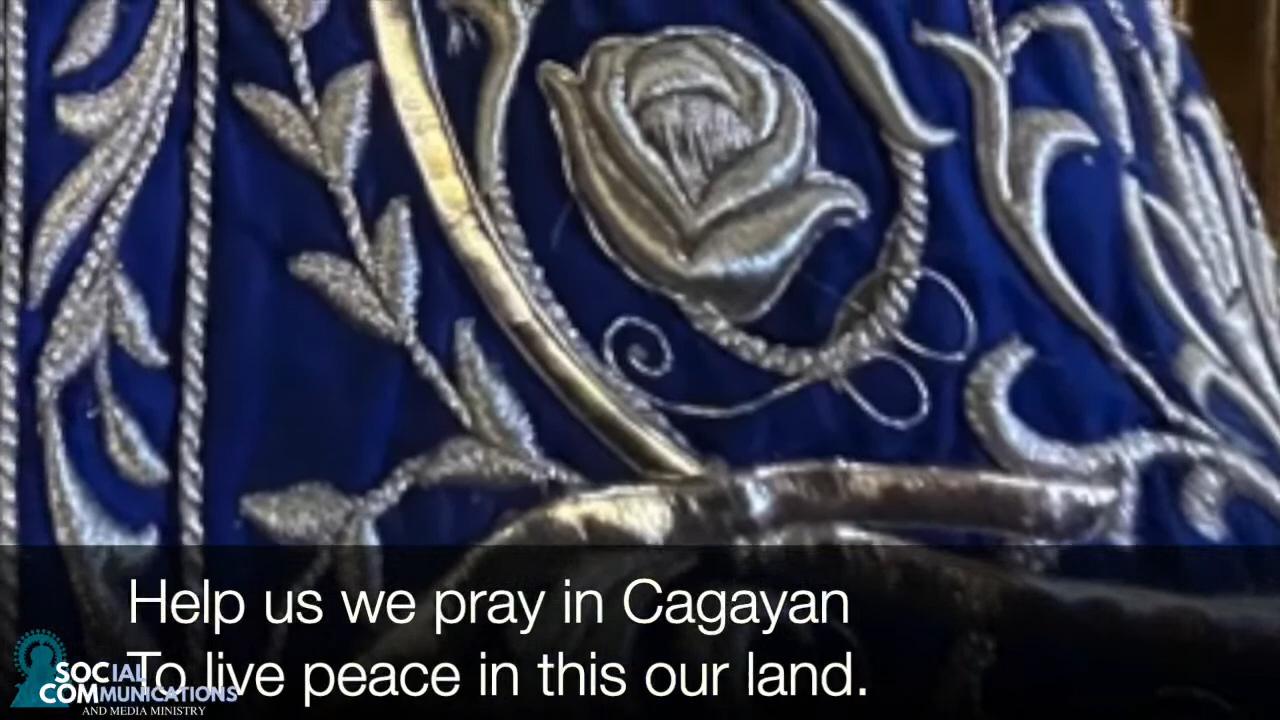 Help us we pray in Cagayan
To live peace in this our land.
SOCIAL
COMMUNICATIONS
AND MEDIA MINISTRY